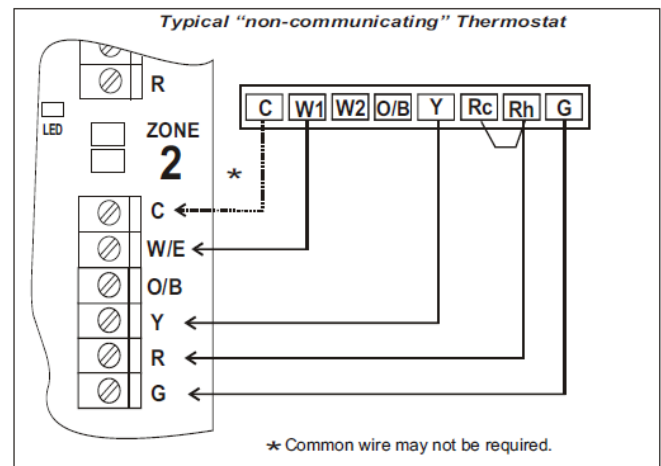 Typical “non-communicating” Thermostat
R
LED
ZONE
2
C W1 W2 O/B Y Rc Rh G
*
C
W/E
O/B
Y
R
G
* Common wire may not be required.